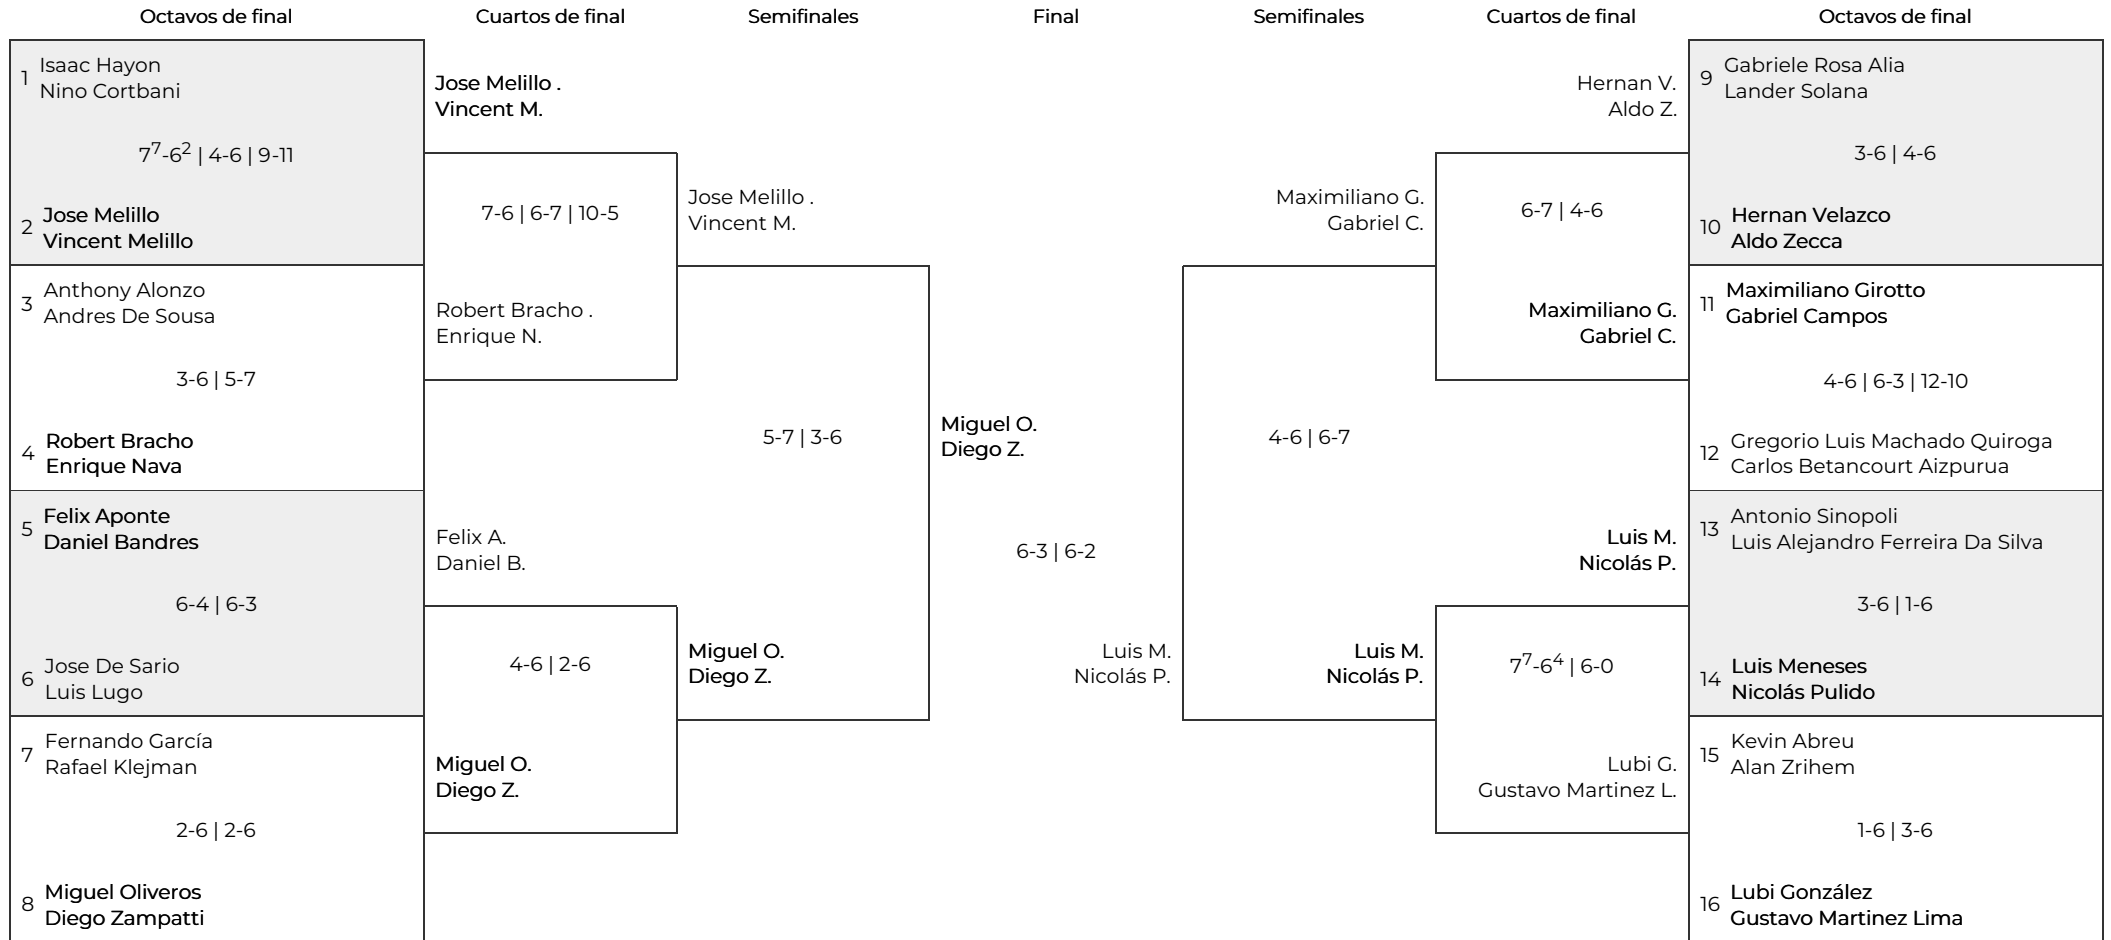 Octavos de final
Cuartos de final
Semifinales
Final
Semifinales
Cuartos de final
Octavos de final
1
Isaac Hayon
Nino Cortbani
7⁷-6² | 4-6 | 9-11
2
Jose Melillo
Vincent Melillo
3
Anthony Alonzo
Andres De Sousa
3-6 | 5-7
4
Robert Bracho
Enrique Nava
5
Felix Aponte
Daniel Bandres
6-4 | 6-3
6
Jose De Sario
Luis Lugo
7
Fernando García
Rafael Klejman
2-6 | 2-6
8
Miguel Oliveros
Diego Zampatti
Jose Melillo .
Vincent M.
7-6 | 6-7 | 10-5
Robert Bracho .
Enrique N.
Felix A.
Daniel B.
4-6 | 2-6
Miguel O.
Diego Z.
Jose Melillo .
Vincent M.
5-7 | 3-6
Miguel O.
Diego Z.
Miguel O.
Diego Z.
6-3 | 6-2
Luis M.
Nicolás P.
Maximiliano G.
Gabriel C.
4-6 | 6-7
Luis M.
Nicolás P.
Hernan V.
Aldo Z.
6-7 | 4-6
Maximiliano G.
Gabriel C.
Luis M.
Nicolás P.
7⁷-6⁴ | 6-0
Lubi G.
Gustavo Martinez L.
9
Gabriele Rosa Alia
Lander Solana
3-6 | 4-6
10
Hernan Velazco
Aldo Zecca
11
Maximiliano Girotto
Gabriel Campos
4-6 | 6-3 | 12-10
12
Gregorio Luis Machado Quiroga
Carlos Betancourt Aizpurua
13
Antonio Sinopoli
Luis Alejandro Ferreira Da Silva
3-6 | 1-6
14
Luis Meneses
Nicolás Pulido
15
Kevin Abreu
Alan Zrihem
1-6 | 3-6
16
Lubi González
Gustavo Martinez Lima